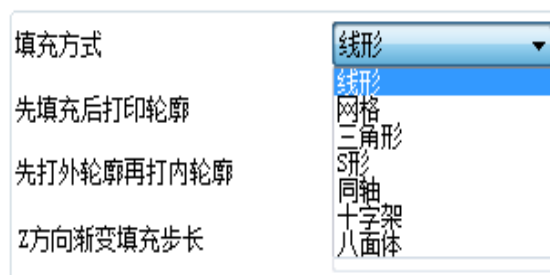 填充方式
线形
线形
网格
先填充后打印轮廓
三角形
S形
先打外轮廓再打内轮廓
同轴
十字架
Z方向渐变填充步长
八面体